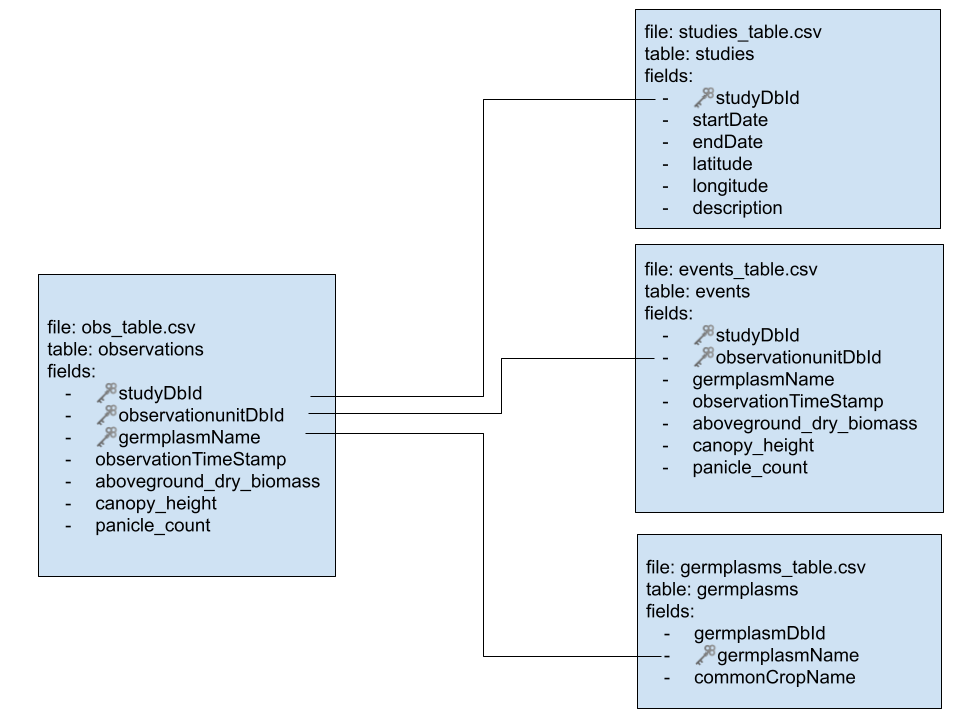 file: studies_table.csv
table: studies
fields:
- studyDbId
- startDate
- endDate
- latitude
- longitude
- description
file: obs_table.csv
table: observations
fields:
- studyDbId
- observationunitDbId
- germplasmName
- observationTimeStamp
- aboveground_dry_biomass
- canopy_height
- panicle_count
file: events_table.csv
table: events
fields:
- studyDbId
- observationunitDbId
- germplasmName
- observationTimeStamp
- aboveground_dry_biomass
- canopy_height
- panicle_count
file: germplasms_table.csv
table: germplasms
fields:
- germplasmDbId
- germplasmName
- commonCropName